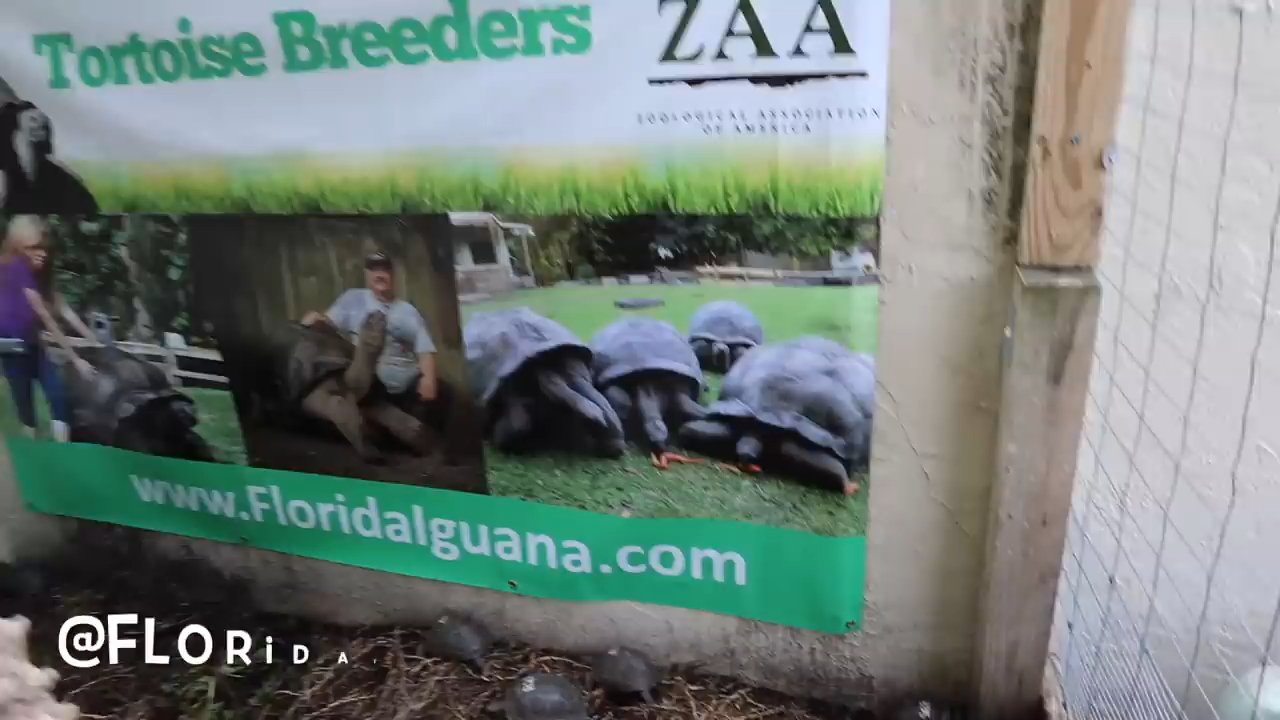 Tortoise Breeders
ZAA
ZOOLOGICAL ASSOCIATION
OF AMERICA
www.FloridaIguana.com
@FLORiDA.